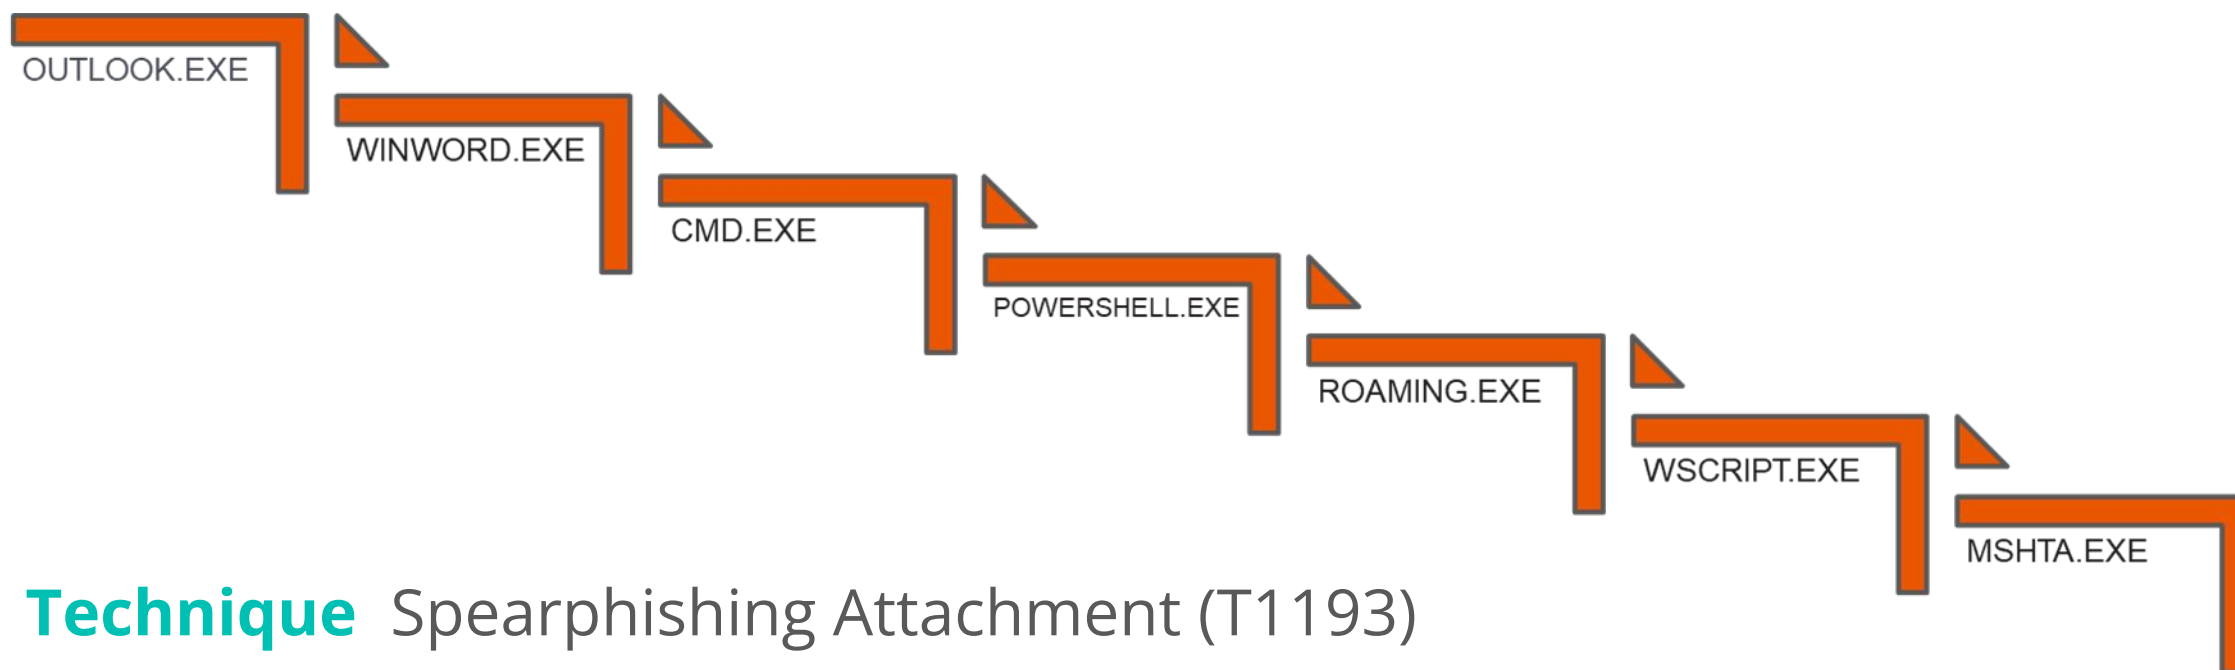 OUTLOOK.EXE
WINWORD.EXE
CMD.EXE
POWERSHELL.EXE
ROAMING.EXE
WSCRIPT.EXE
MSHTA.EXE
Technique Spearphishing Attachment (T1193)